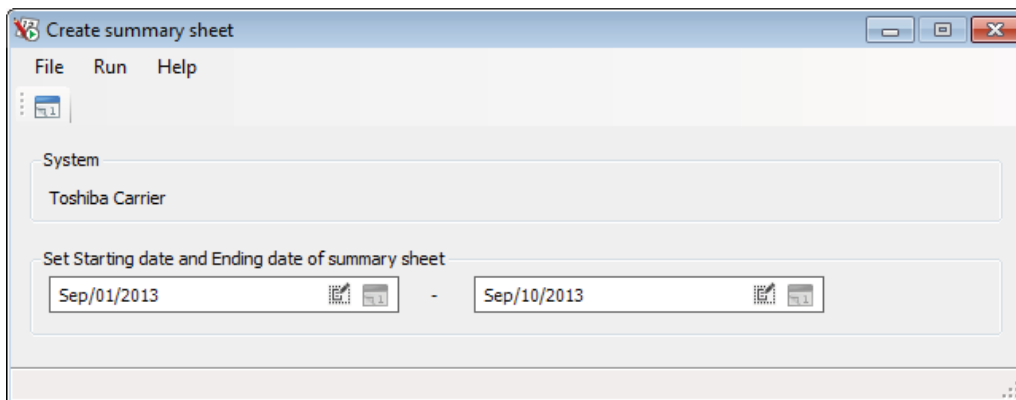 Create summary sheet
File Run Help
System
Toshiba Carrier
Set Starting date and Ending date of summary sheet
Sep/01/2013 - Sep/10/2013